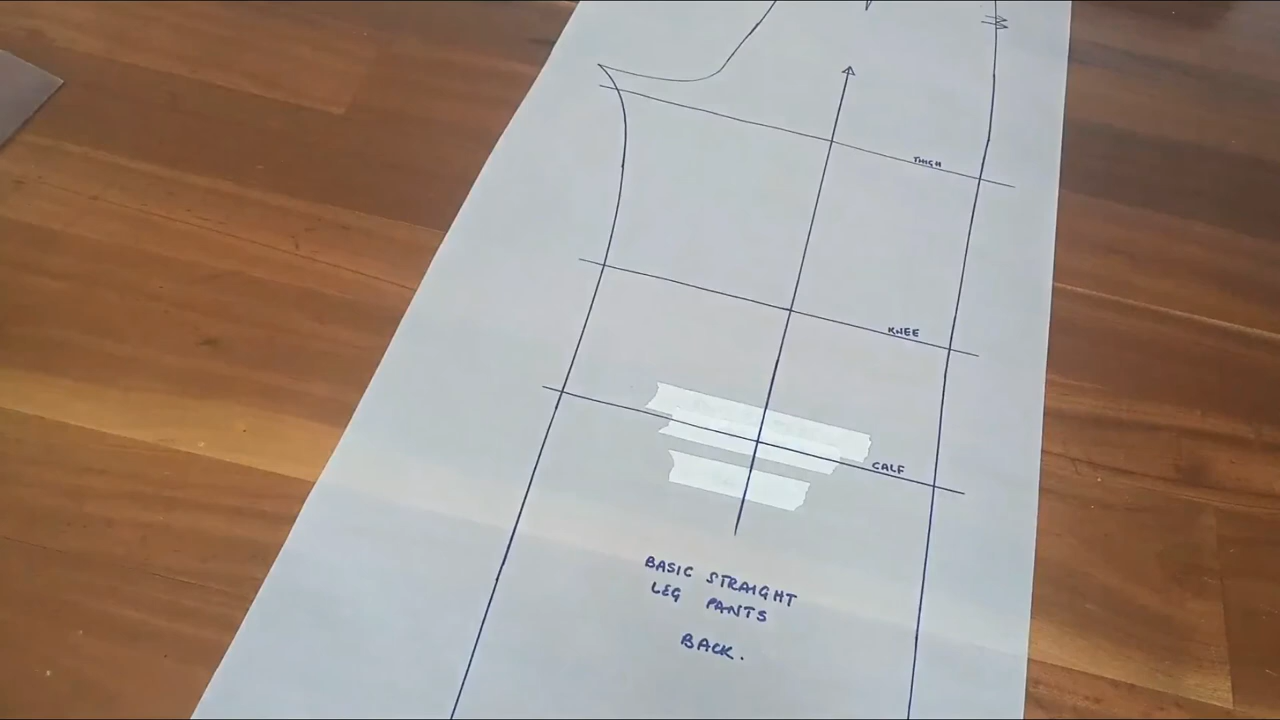 THIGH
KNEE
CALF
BASIC STRAIGHT
LEG PANTS
BACK.